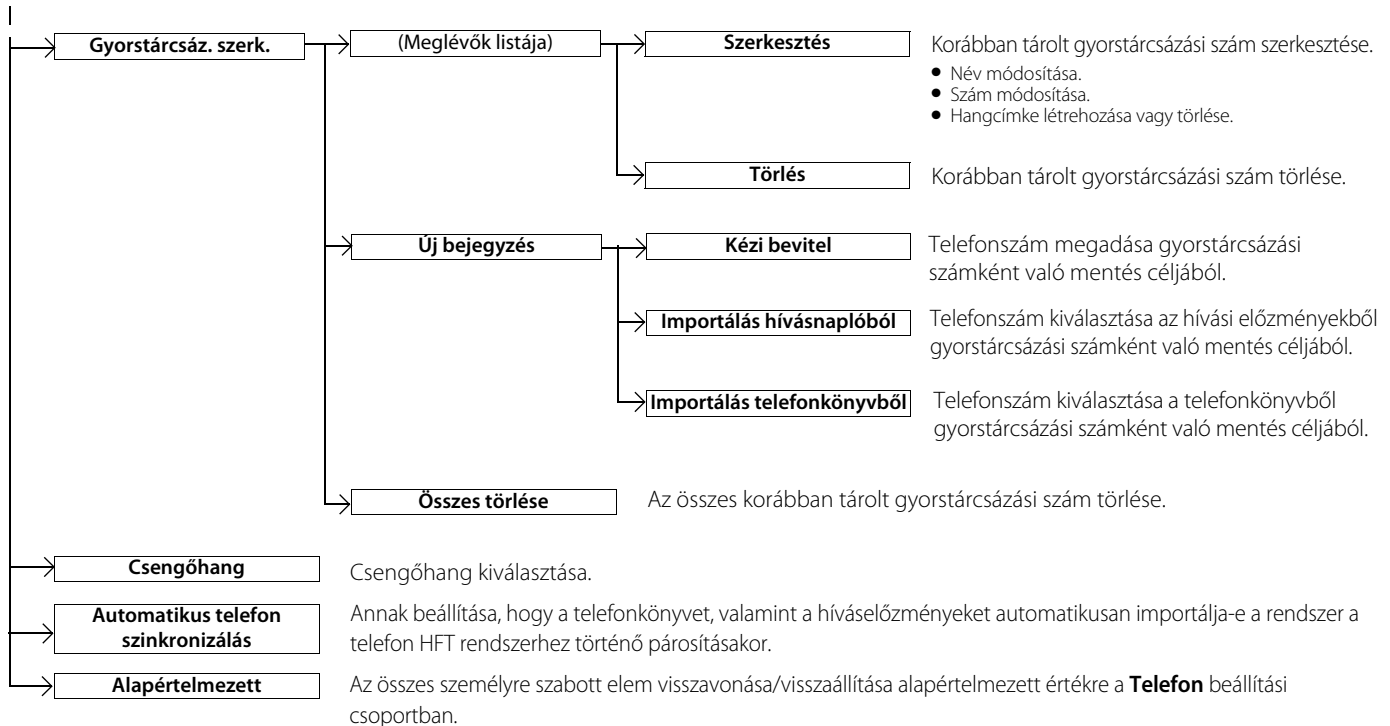 Gyorstárcsáz. szerk.
(Meglévők listája)
Szerkesztés
Korábban tárolt gyorstárcsázási szám szerkesztése.
● Név módosítása.
● Szám módosítása.
● Hangcímke létrehozása vagy törlése.
Törlés
Korábban tárolt gyorstárcsázási szám törlése.
Új bejegyzés
Kézi bevitel
Telefonszám megadása gyorstárcsázási
számként való mentés céljából.
Importálás hívásnaplóból
Telefonszám kiválasztása az hívási előzményekből
gyorstárcsázási számként való mentés céljából.
Importálás telefonkönyvből
Telefonszám kiválasztása a telefonkönyvből
gyorstárcsázási számként való mentés céljából.
Összes törlése
Az összes korábban tárolt gyorstárcsázási szám törlése.
Csengőhang
Csengőhang kiválasztása.
Automatikus telefon
szinkronizálás
Annak beállítása, hogy a telefonkönyvet, valamint a híváselőzményeket automatikusan importálja-e a rendszer a
telefon HFT rendszerhez történő párosításakor.
Alapértelmezett
Az összes személyre szabott elem visszavonása/visszaállítása alapértelmezett értékre a Telefon beállítási
csoportban.